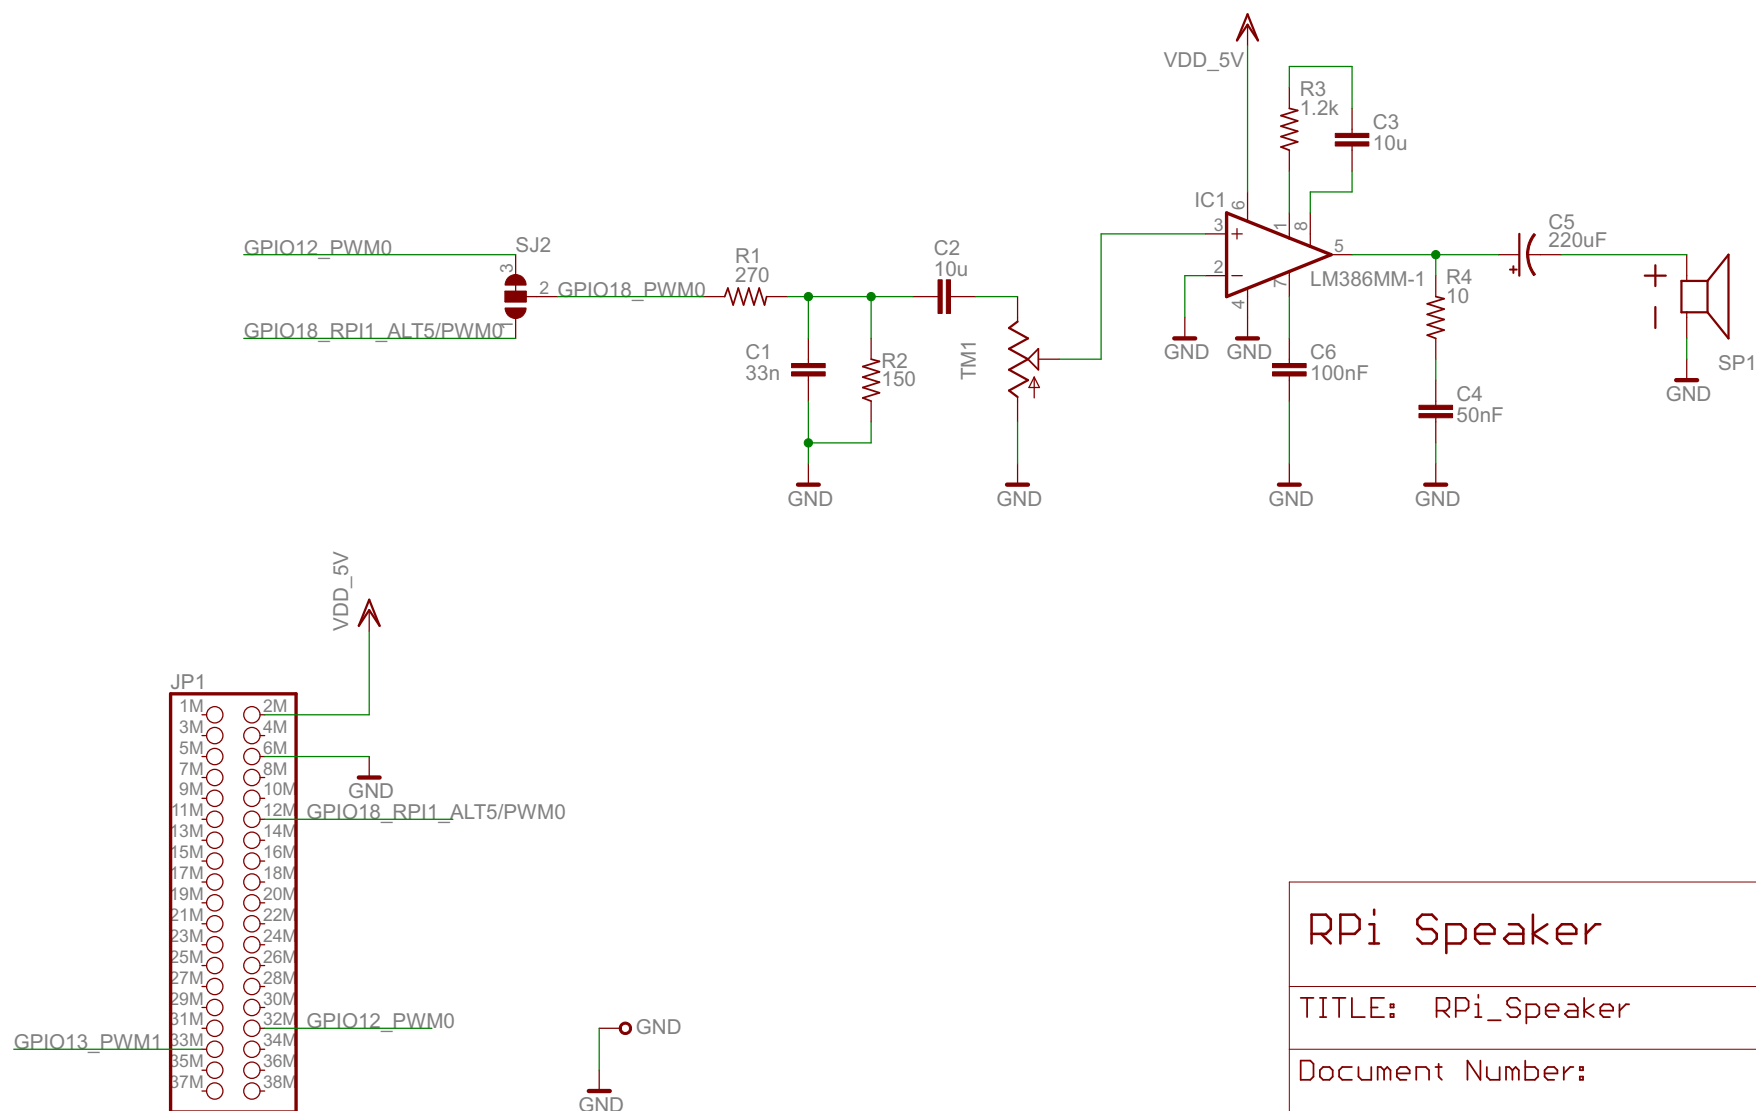 VDD_5V
R3
1.2k
C3
10u
IC1
6
1
8
3
+
2
−
4
7
5
LM386MM-1
C5
220uF
+
R4
10
+
−
SP1
GND
GPIO12_PWM0
SJ2
3
2
1
GPIO18_PWM0
GPIO18_RPI1_ALT5/PWM0
R1
270
C2
10u
C1
33n
R2
150
TM1
GND
GND
GND
GND
C6
100nF
C4
50nF
GND
GND
VDD_5V
JP1
1M 2M
3M 4M
5M 6M
7M 8M
GND
9M 10M
11M 12M GPIO18_RPI1_ALT5/PWM0
13M 14M
15M 16M
17M 18M
19M 20M
21M 22M
23M 24M
25M 26M
27M 28M
29M 30M
31M 32M GPIO12_PWM0
GPIO13_PWM1 33M 34M
35M 36M
37M 38M
GND
GND
RPi Speaker
TITLE: RPi_Speaker
Document Number: